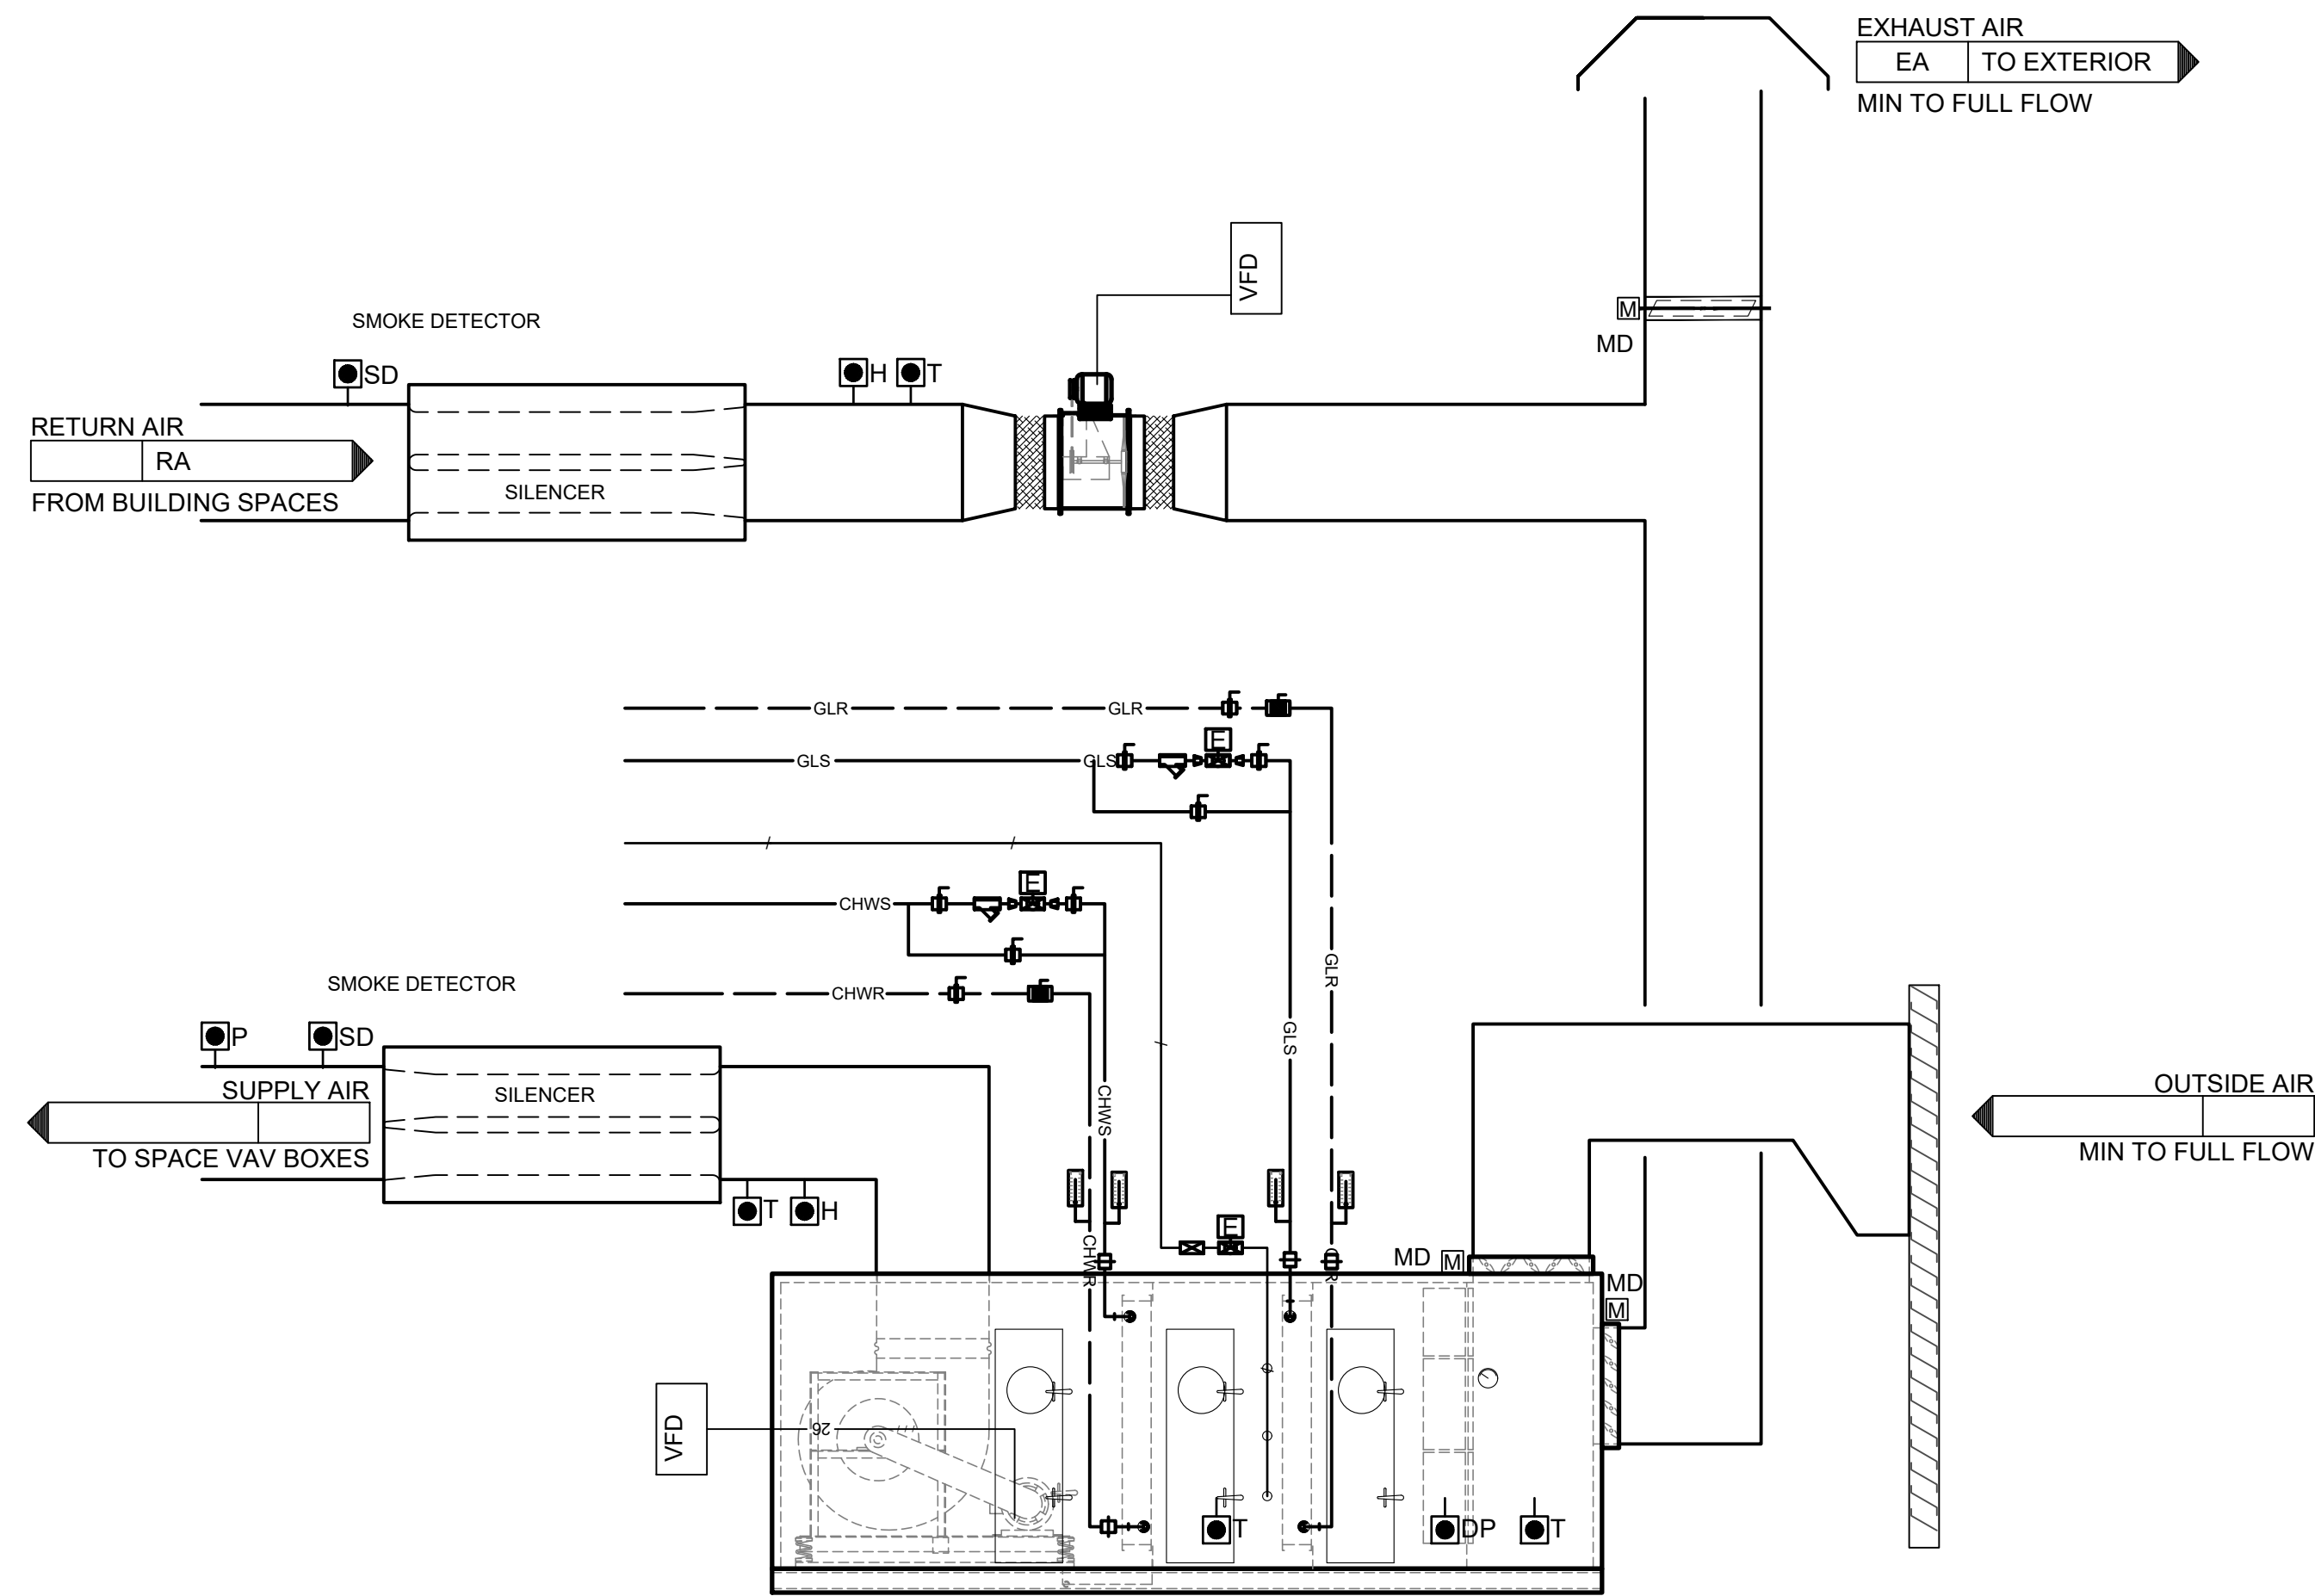 EXHAUST AIR
EA TO EXTERIOR
MIN TO FULL FLOW
VFD
M
MD
SMOKE DETECTOR
SD
H T
RETURN AIR
RA
FROM BUILDING SPACES
SILENCER
GLR GLR
E
GLS GLS
E
CHWS
GLR
SMOKE DETECTOR
CHWR
P SD
GLS
SUPPLY AIR
SILENCER
CHWS
OUTSIDE AIR
TO SPACE VAV BOXES
MIN TO FULL FLOW
T H
E
CHWR
MD M
MD
M
VFD
26
T DP T